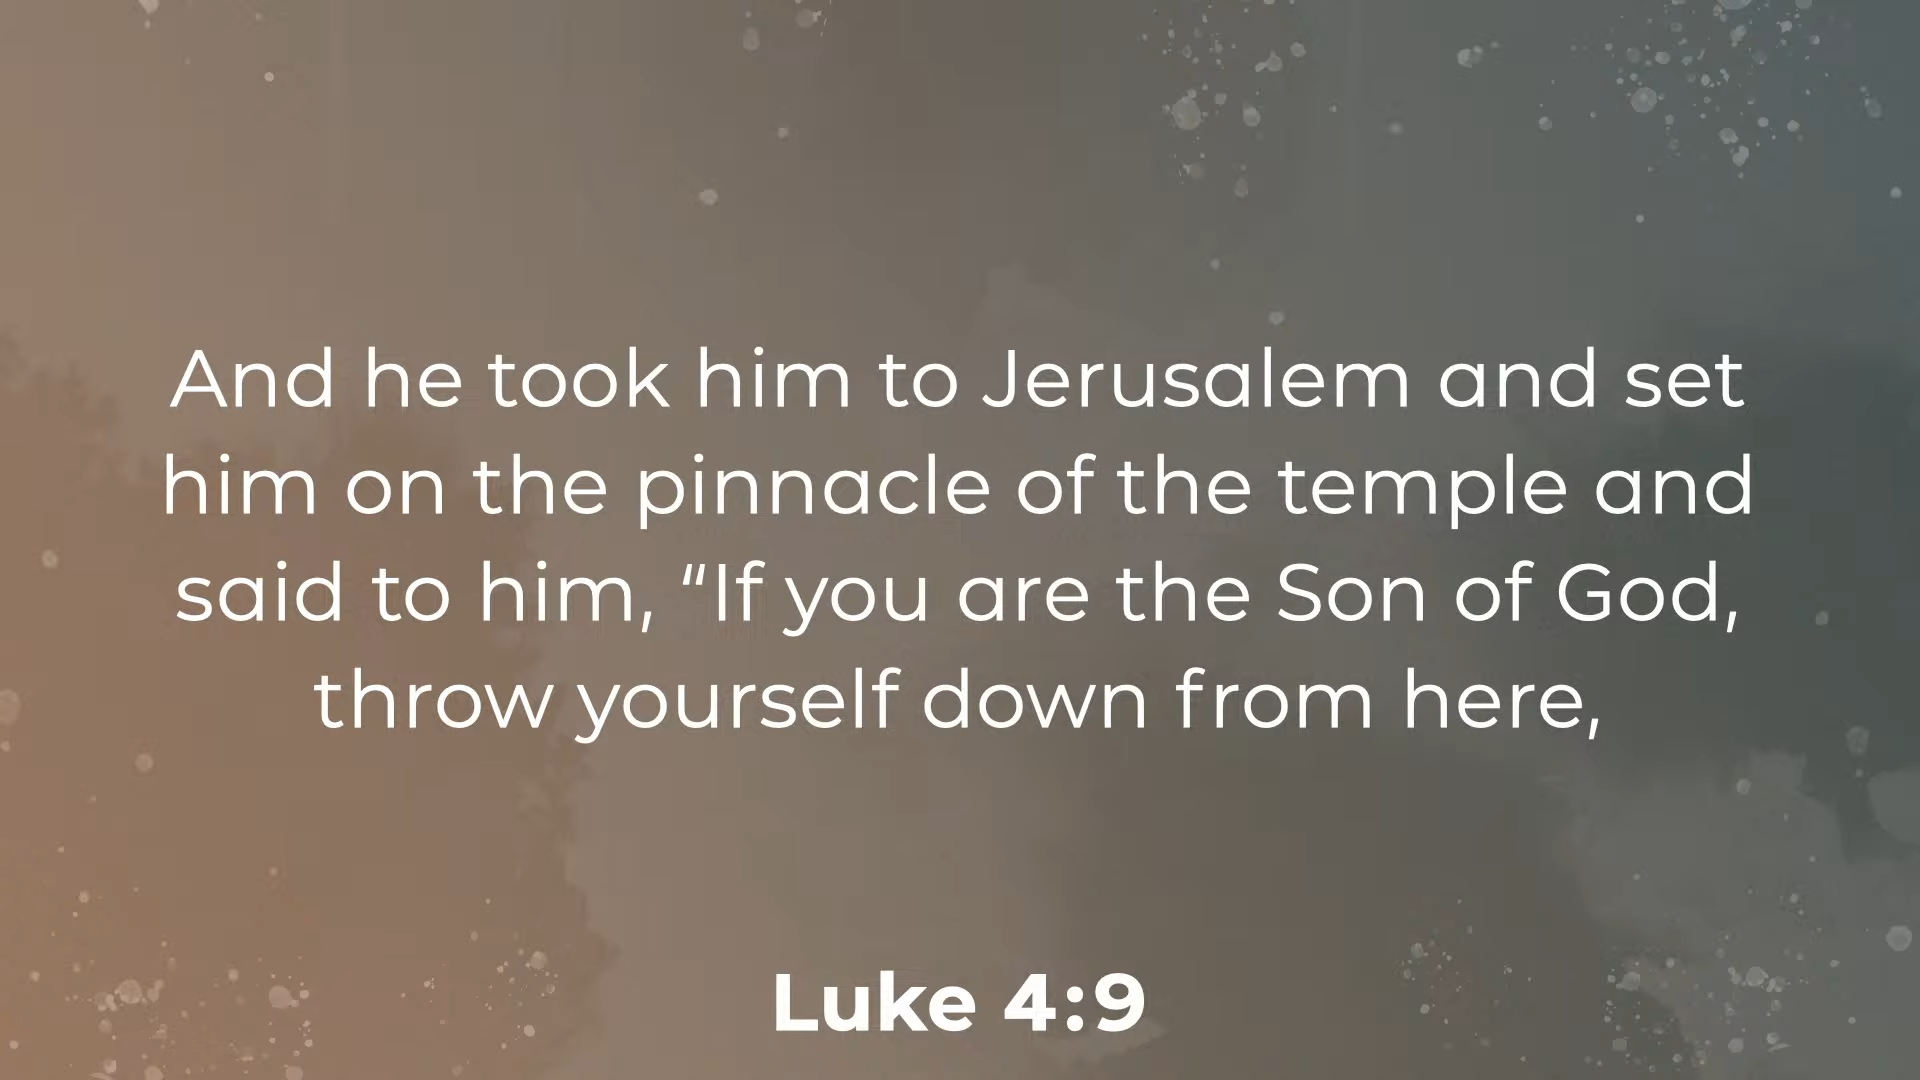 And he took him to Jerusalem and set
him on the pinnacle of the temple and
said to him, “If you are the Son of God,
throw yourself down from here,
Luke 4:9